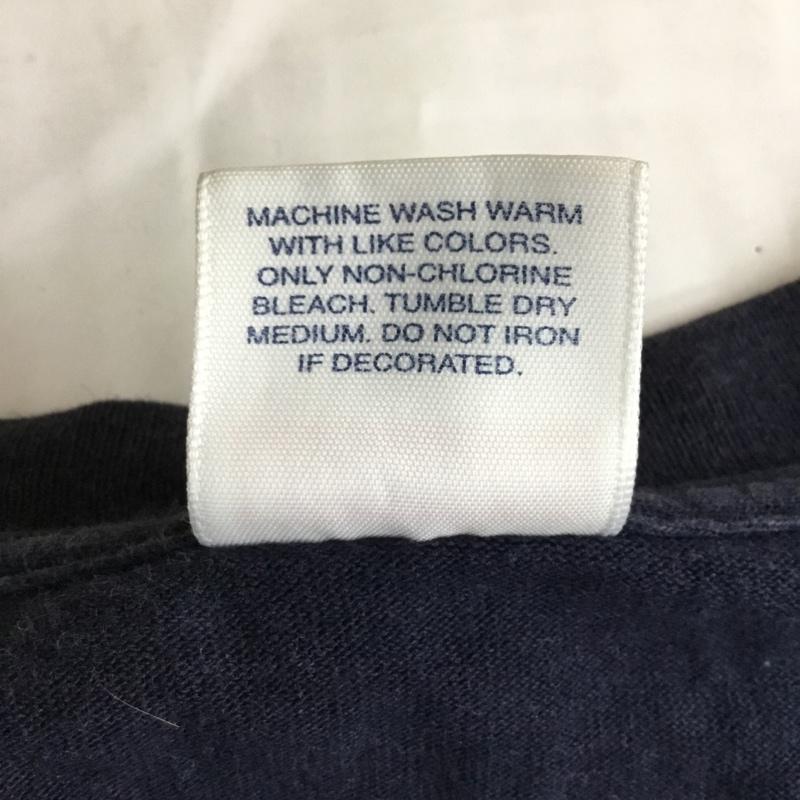 MACHINE WASH WARM
WITH LIKE COLORS.
ONLY NON-CHLORINE
BLEACH. TUMBLE DRY
MEDIUM. DO NOT IRON
IF DECORATED.